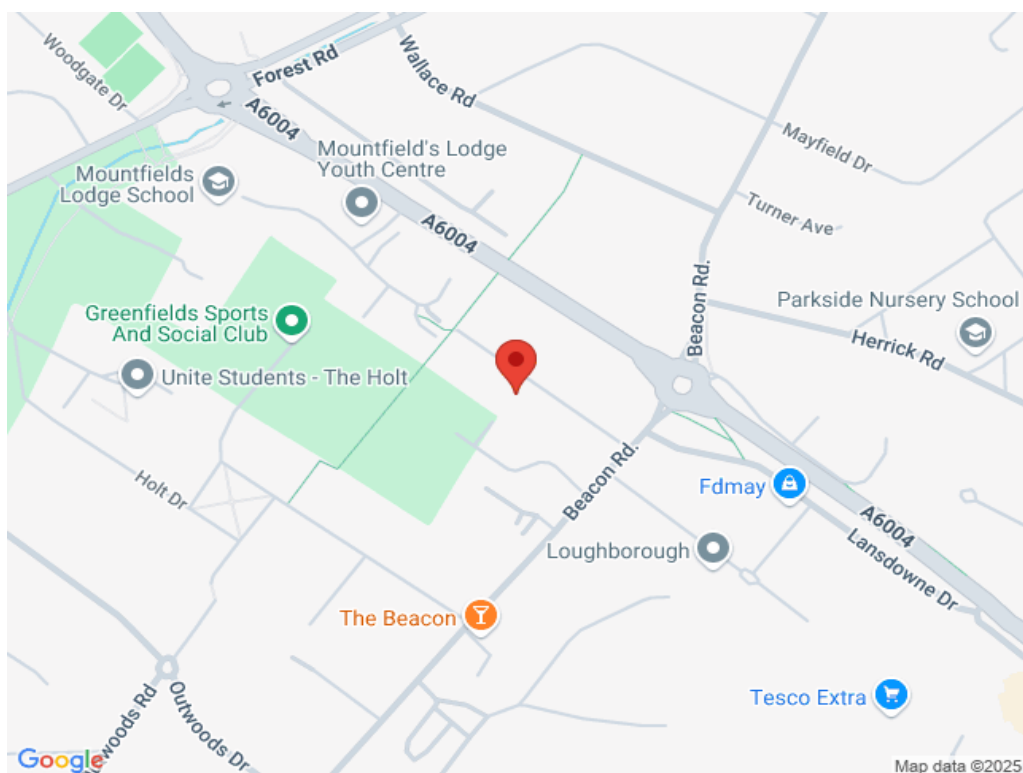 Woodgate Dr
Forest Rd
A6004
Wallace Rd
Mayfield Dr
Turner Ave
Mountfield's Lodge
Youth Centre
Mountfields
Lodge School
A6004
Beacon Rd.
Parkside Nursery School
Herrick Rd
Greenfields Sports
And Social Club
Unite Students - The Holt
Holt Dr
Beacon Rd.
Fdmay
A6004
Lansdowne Dr
Loughborough
The Beacon
Tesco Extra
Outwoods Dr
woods Rd
Google
Map data ©2025